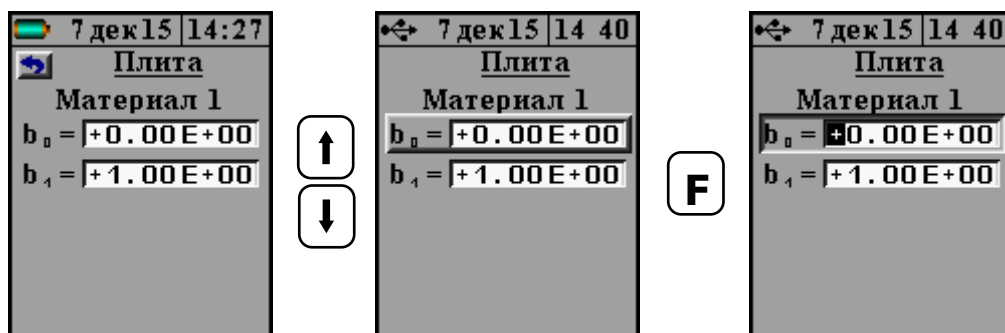 7 дек15 14:27
Плита
Материал 1
b₀ = +0.00E+00
b₁ = +1.00E+00
↑
↓
7 дек15 14 40
Плита
Материал 1
b₀ = +0.00E+00
b₁ = +1.00E+00
F
7 дек15 14 40
Плита
Материал 1
b₀ = +0.00E+00
b₁ = +1.00E+00